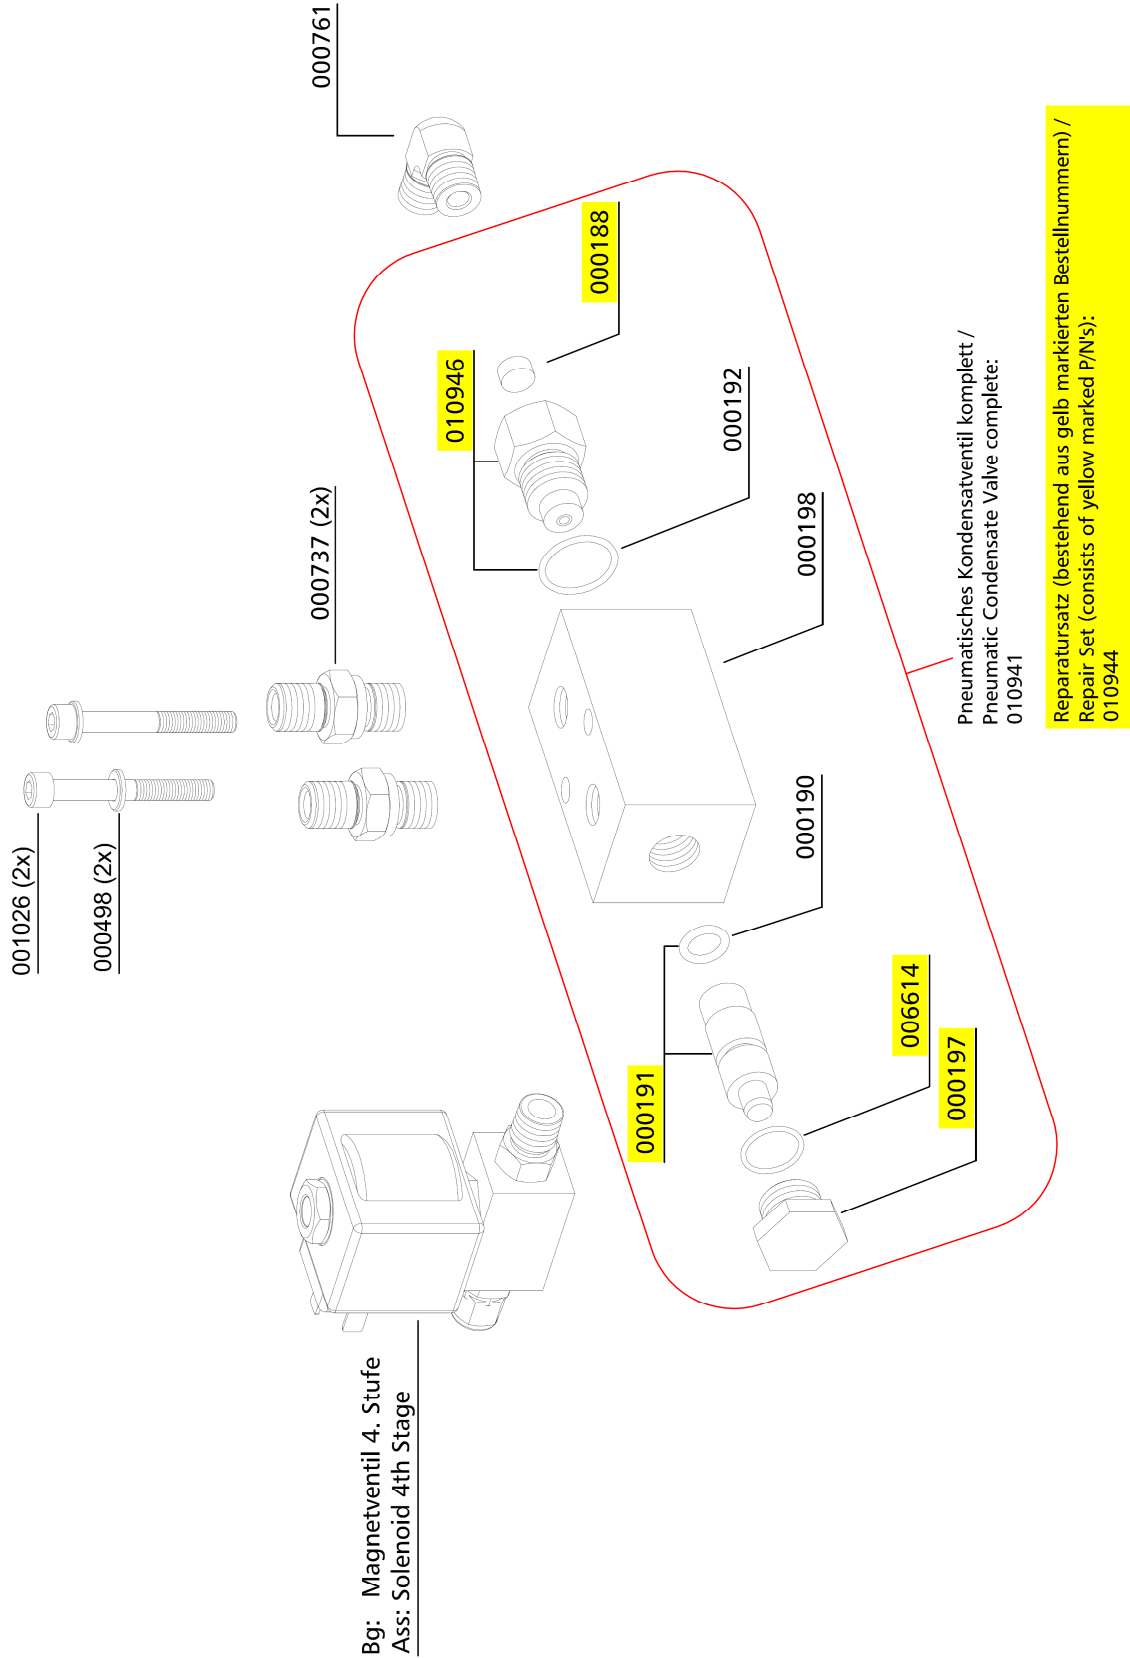 001026 (2x)
000498 (2x)
000737 (2x)
000761
010946
000188
000192
000198
000190
000191
006614
000197
Bg: Magnetventil 4. Stufe
Ass: Solenoid 4th Stage
Pneumatisches Kondensatventil komplett /
Pneumatic Condensate Valve complete:
010941
Reparatursatz (bestehend aus gelb markierten Bestellnummern) /
Repair Set (consists of yellow marked P/N's):
010944